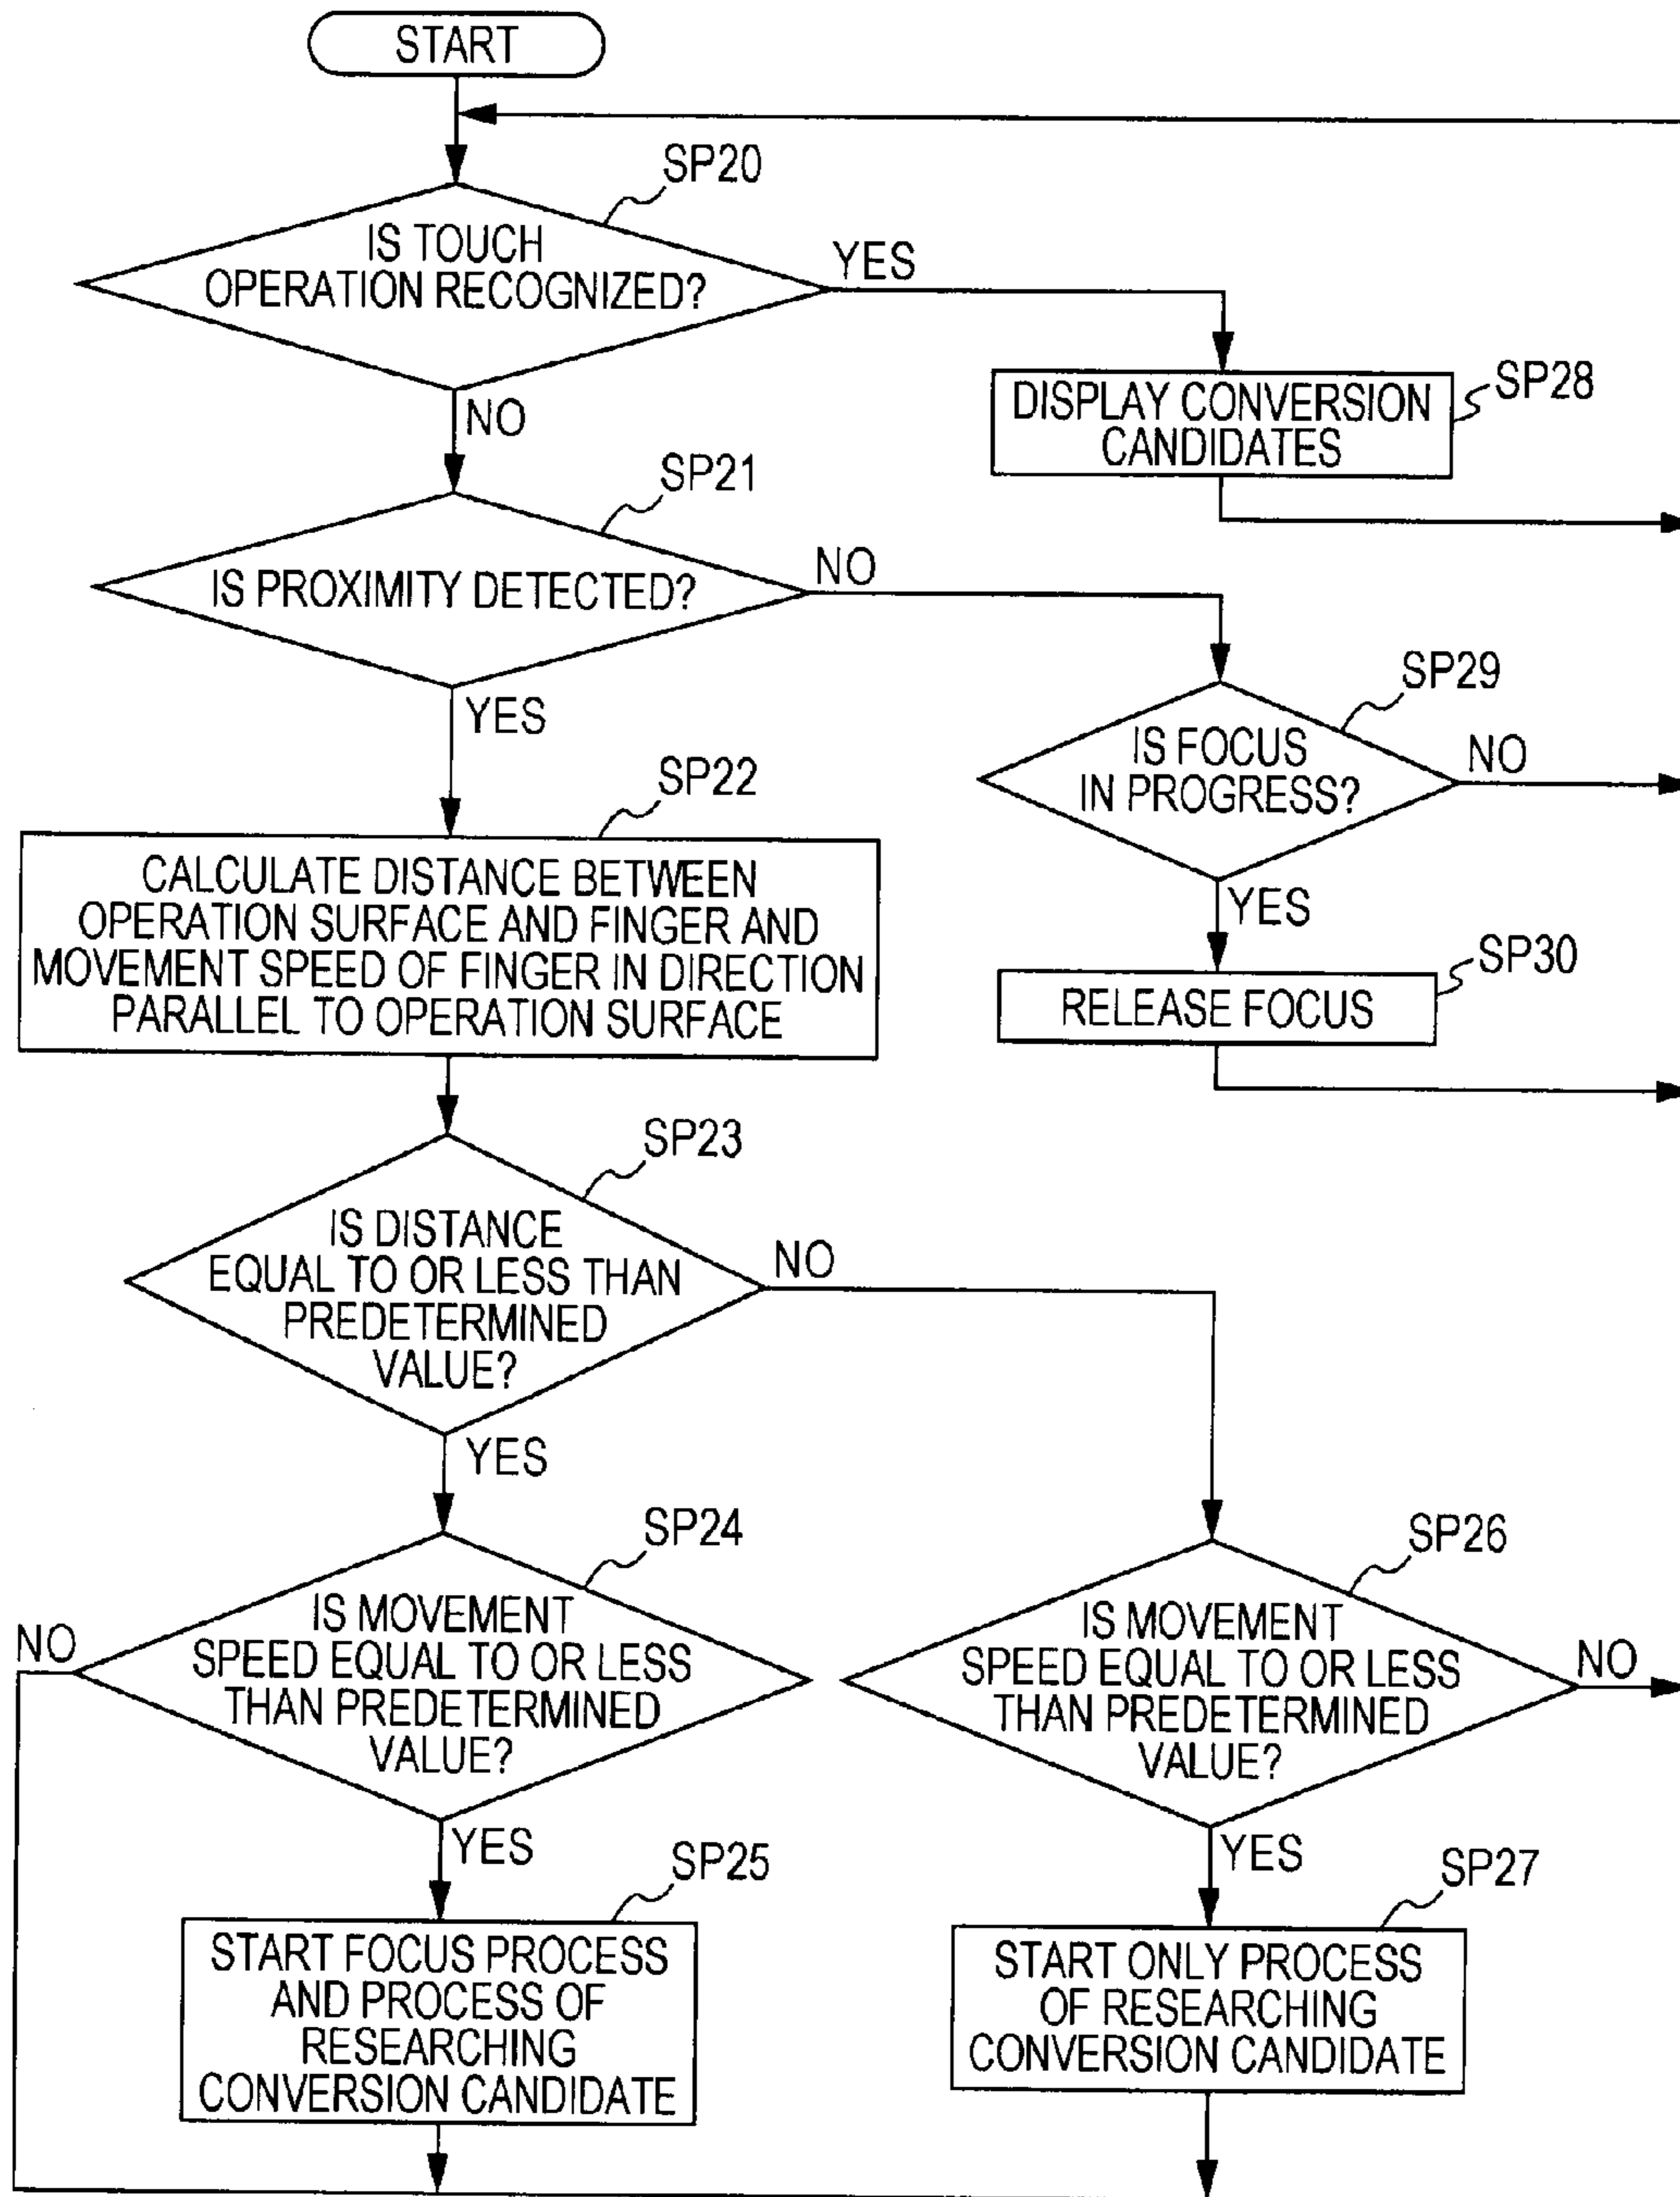 START
SP20
IS TOUCH
OPERATION RECOGNIZED?
YES
NO
SP28
DISPLAY CONVERSION
CANDIDATES
SP21
IS PROXIMITY DETECTED?
NO
YES
SP29
IS FOCUS
IN PROGRESS?
NO
YES
SP30
RELEASE FOCUS
SP22
CALCULATE DISTANCE BETWEEN
OPERATION SURFACE AND FINGER AND
MOVEMENT SPEED OF FINGER IN DIRECTION
PARALLEL TO OPERATION SURFACE
SP23
IS DISTANCE
EQUAL TO OR LESS THAN
PREDETERMINED
VALUE?
NO
YES
SP24
IS MOVEMENT
SPEED EQUAL TO OR LESS
THAN PREDETERMINED
VALUE?
NO
YES
SP25
START FOCUS PROCESS
AND PROCESS OF
RESEARCHING
CONVERSION CANDIDATE
SP26
IS MOVEMENT
SPEED EQUAL TO OR LESS
THAN PREDETERMINED
VALUE?
NO
YES
SP27
START ONLY PROCESS
OF RESEARCHING
CONVERSION CANDIDATE